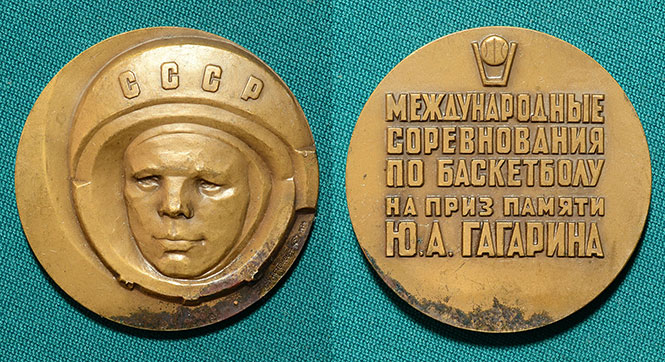 СССР
МЕЖДУНАРОДНЫЕ
СОРЕВНОВАНИЯ
ПО БАСКЕТБОЛУ
НА ПРИЗ ПАМЯТИ
Ю.А. ГАГАРИНА